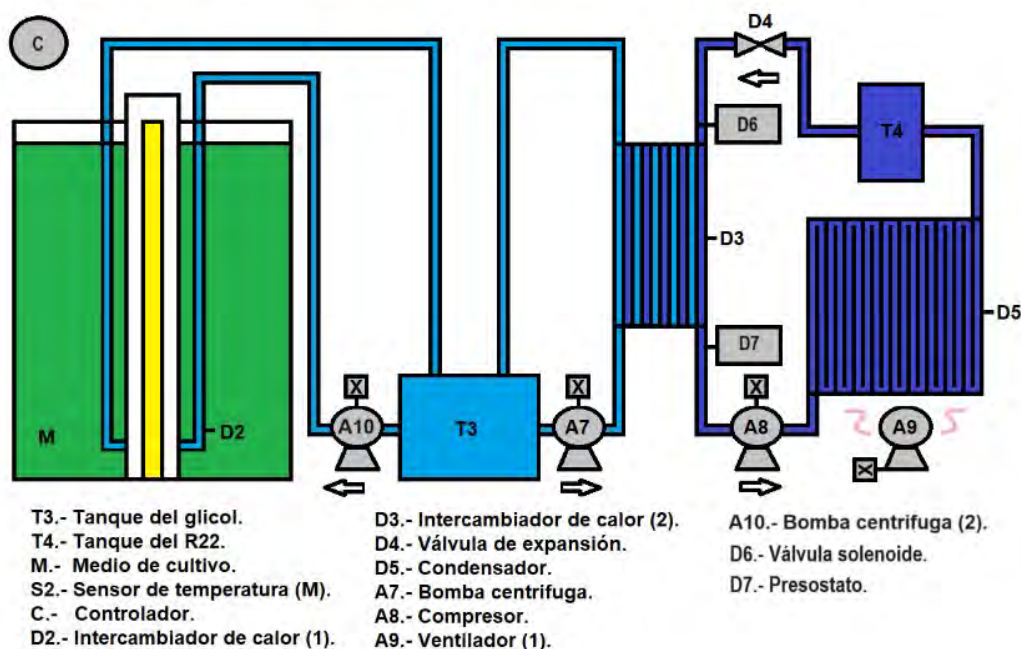 C
D4
D6
T4
D3
D5
D7
X
X
M
D2
A10
T3
A7
A8
2
A9
5
X
T3.- Tanque del glicol.
T4.- Tanque del R22.
M.- Medio de cultivo.
S2.- Sensor de temperatura (M).
C.- Controlador.
D2.- Intercambiador de calor (1).
D3.- Intercambiador de calor (2).
D4.- Válvula de expansión.
D5.- Condensador.
A7.- Bomba centrifuga.
A8.- Compresor.
A9.- Ventilador (1).
A10.- Bomba centrifuga (2).
D6.- Válvula solenoide.
D7.- Presostato.
X